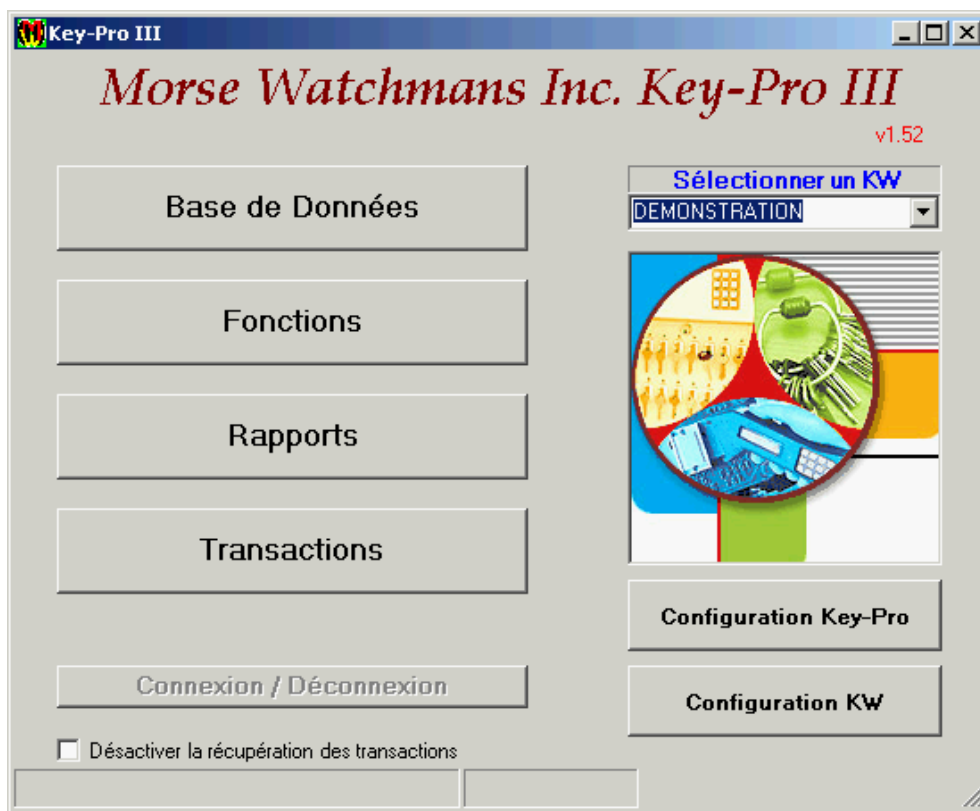 Key-Pro III
Morse Watchmans Inc. Key-Pro III
v1.52
Base de Données
Fonctions
Rapports
Transactions
Connexion / Déconnexion
Désactiver la récupération des transactions
Sélectionner un KW
DEMONSTRATION
Configuration Key-Pro
Configuration KW